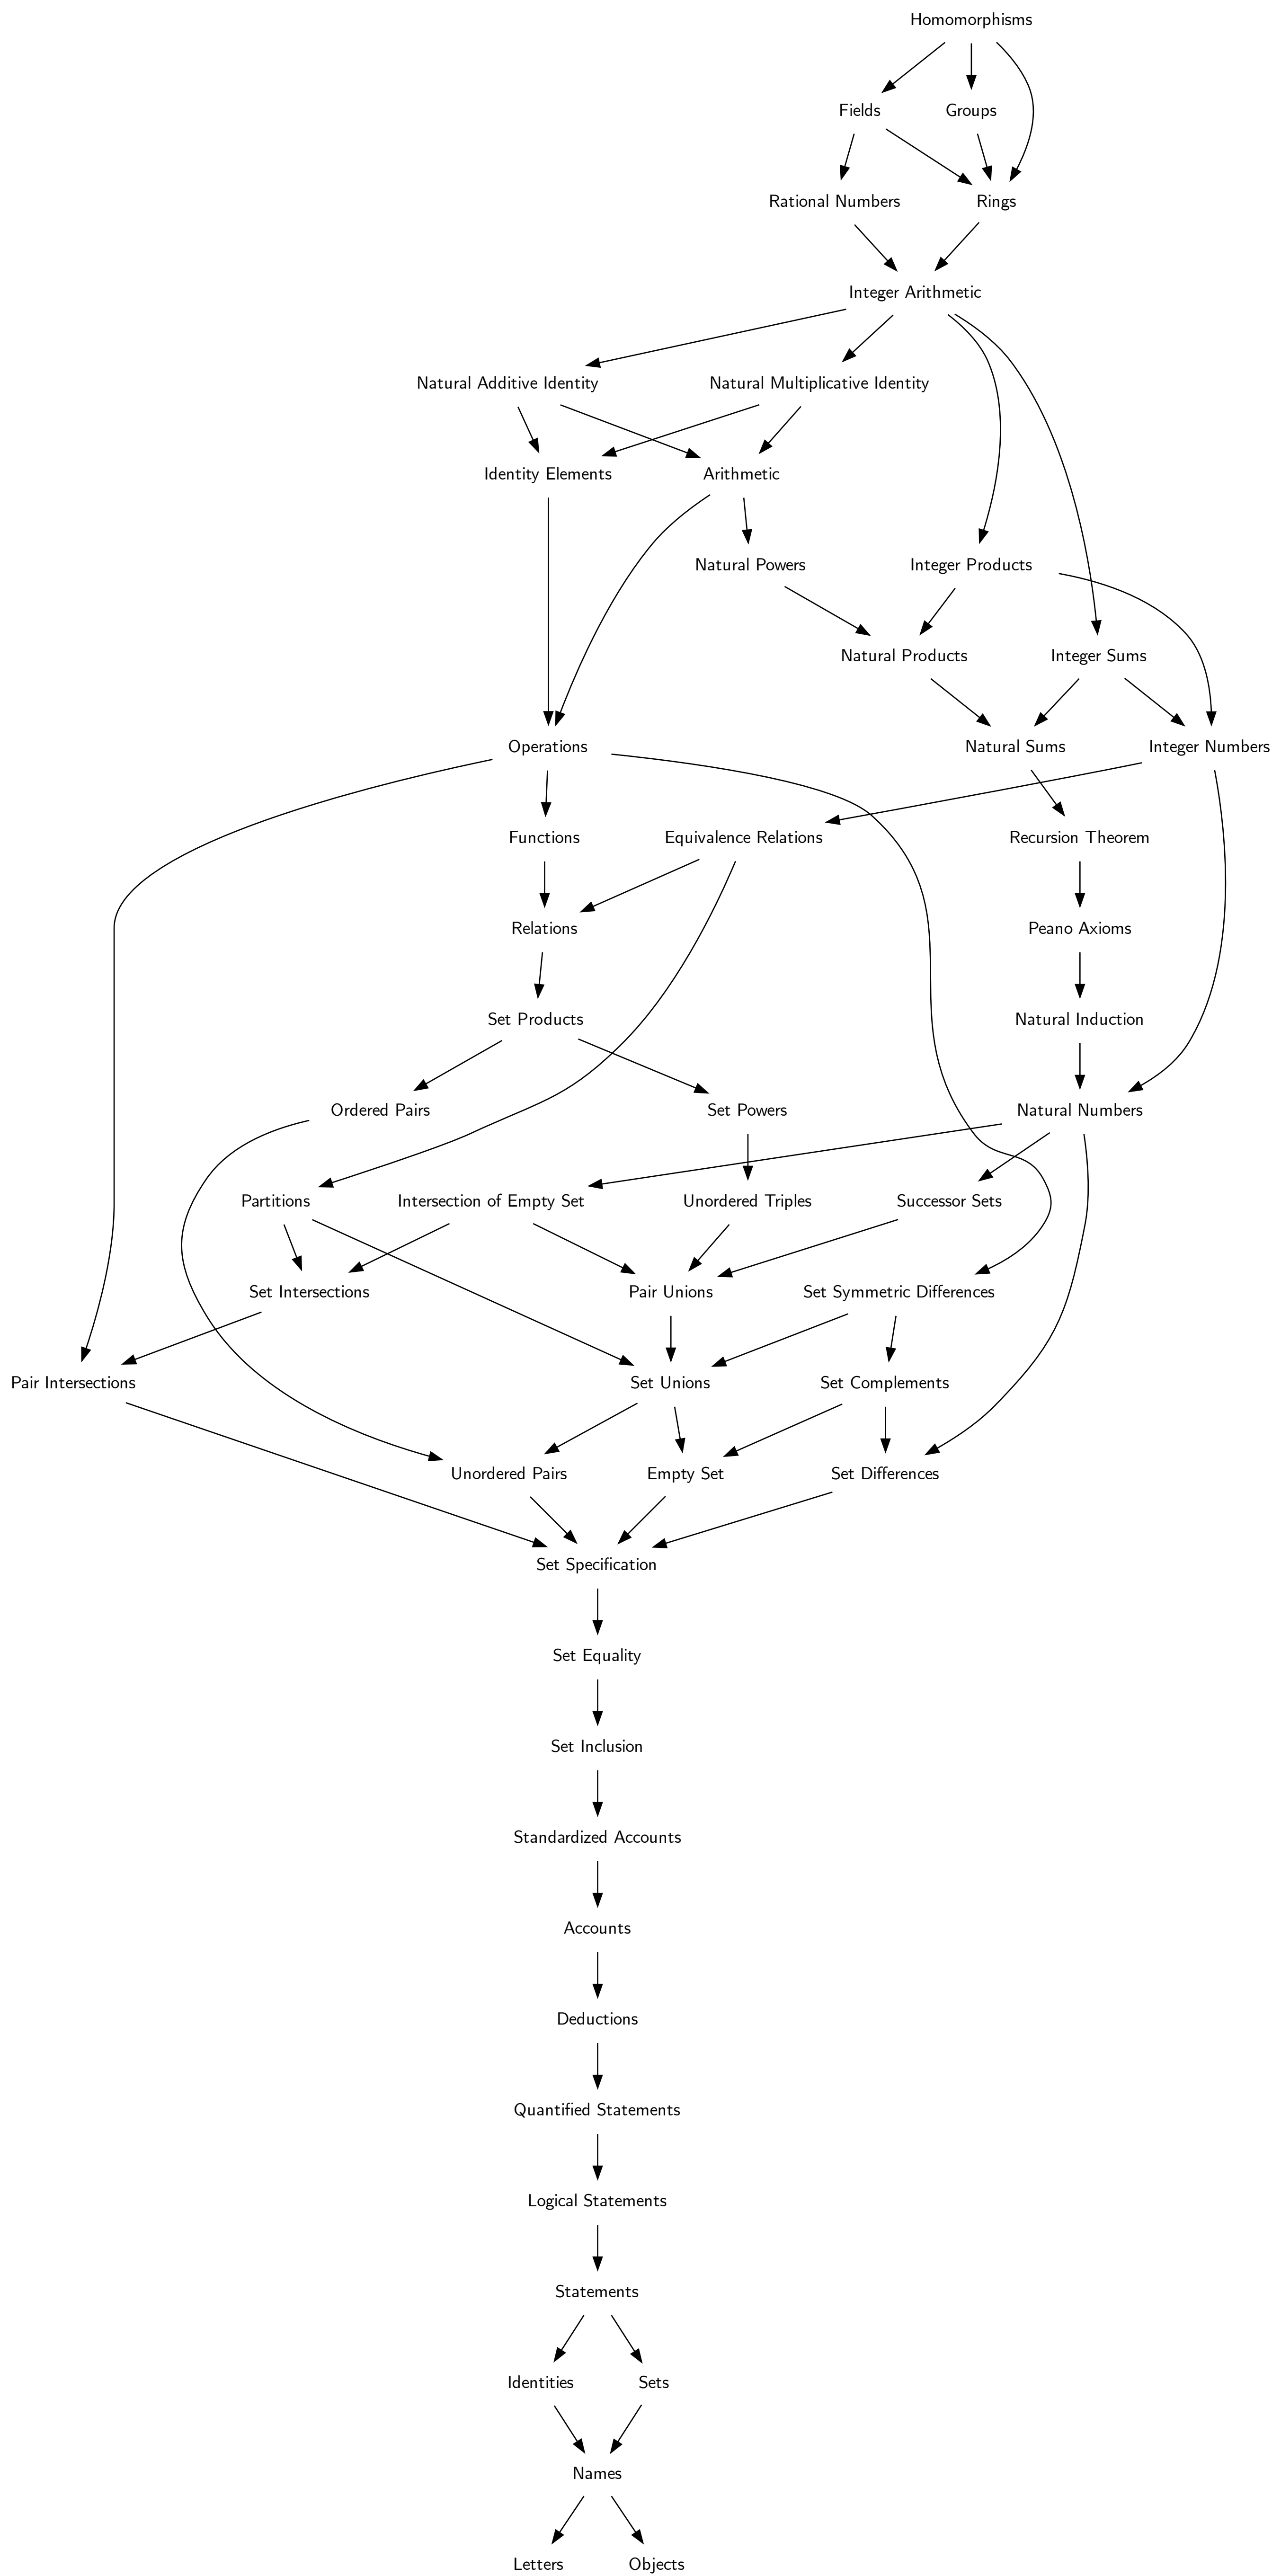 Homomorphisms
Fields
Groups
Rational Numbers
Rings
Integer Arithmetic
Natural Additive Identity
Natural Multiplicative Identity
Identity Elements
Arithmetic
Natural Powers
Integer Products
Natural Products
Integer Sums
Operations
Natural Sums
Integer Numbers
Functions
Equivalence Relations
Recursion Theorem
Relations
Peano Axioms
Set Products
Natural Induction
Ordered Pairs
Set Powers
Natural Numbers
Partitions
Intersection of Empty Set
Unordered Triples
Successor Sets
Set Intersections
Pair Unions
Set Symmetric Differences
Pair Intersections
Set Unions
Set Complements
Unordered Pairs
Empty Set
Set Differences
Set Specification
Set Equality
Set Inclusion
Standardized Accounts
Accounts
Deductions
Quantified Statements
Logical Statements
Statements
Identities
Sets
Names
Letters
Objects